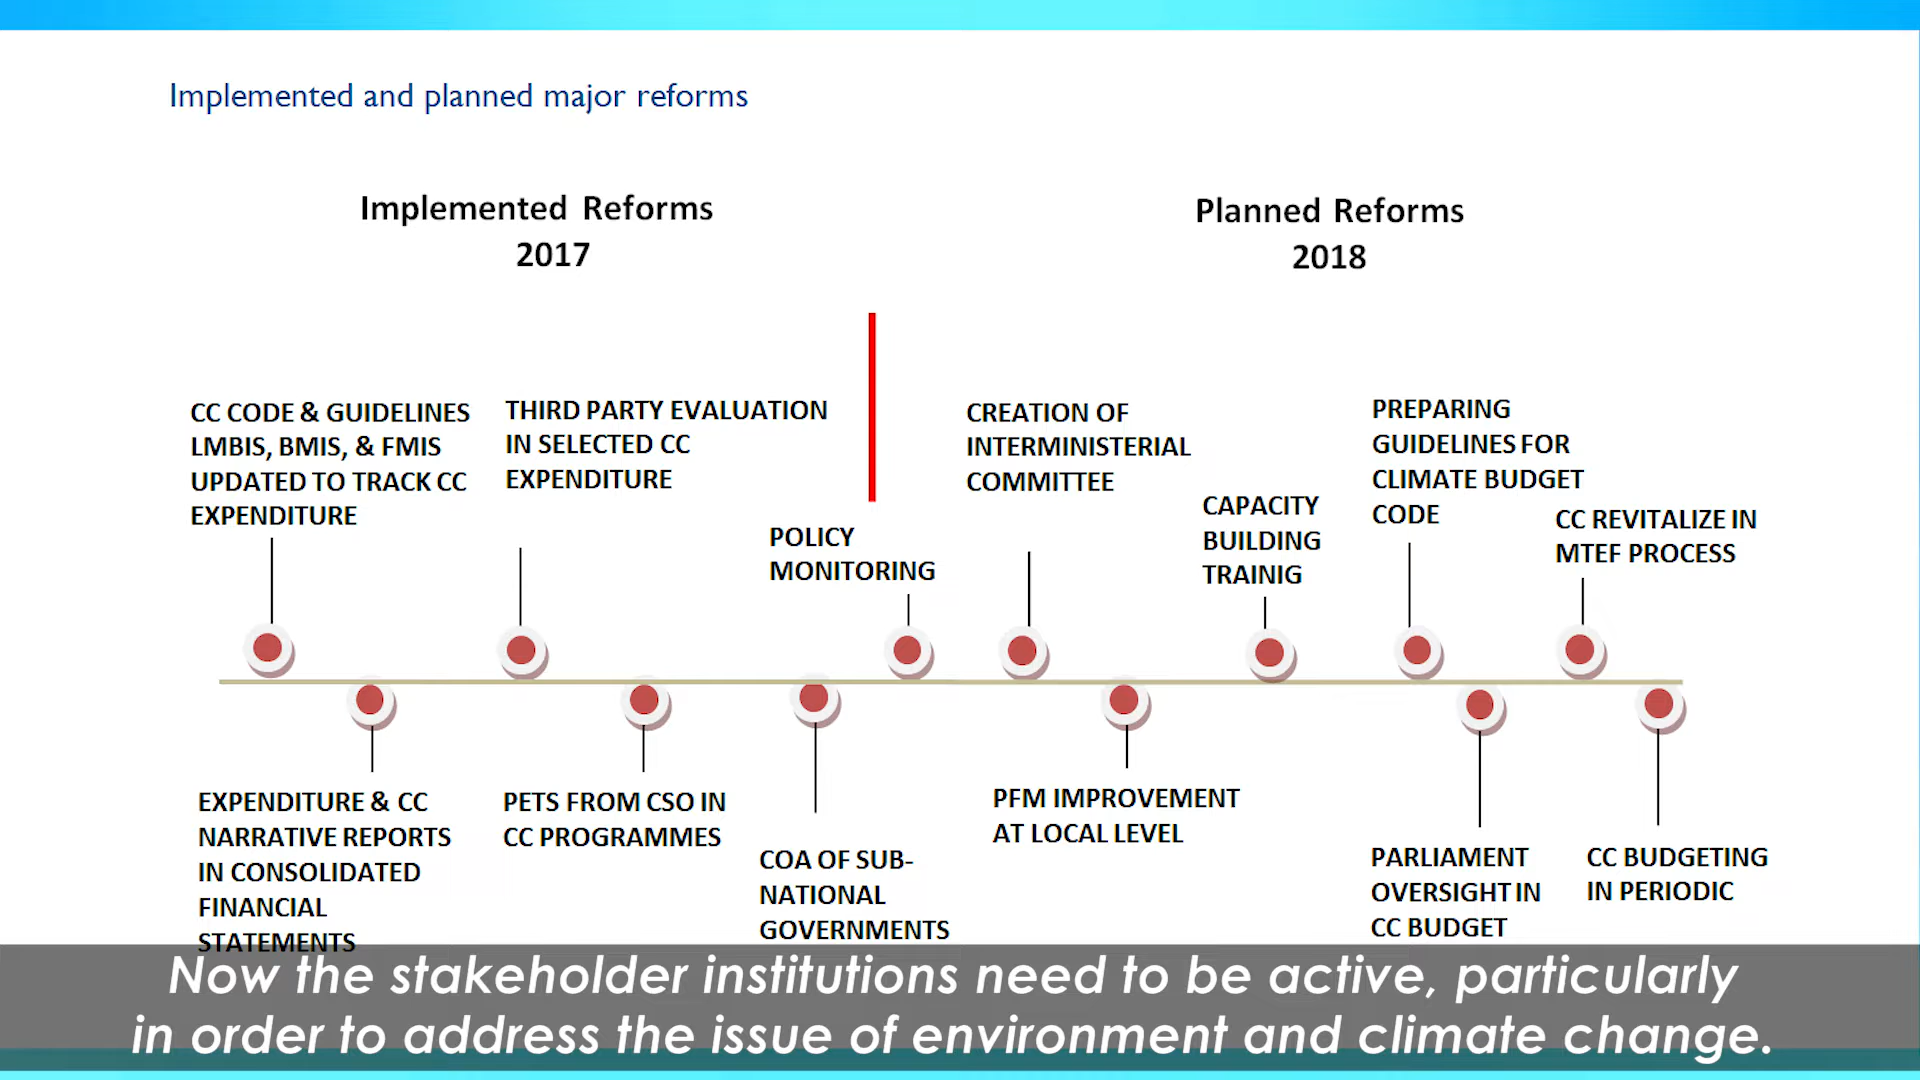 Implemented and planned major reforms
Implemented Reforms
2017
Planned Reforms
2018
CC CODE & GUIDELINES
LMBIS, BMIS, & FMIS
UPDATED TO TRACK CC
EXPENDITURE
THIRD PARTY EVALUATION
IN SELECTED CC
EXPENDITURE
POLICY
MONITORING
CREATION OF
INTERMINISTERIAL
COMMITTEE
CAPACITY
BUILDING
TRAINIG
PREPARING
GUIDELINES FOR
CLIMATE BUDGET
CODE
CC REVITALIZE IN
MTEF PROCESS
EXPENDITURE & CC
NARRATIVE REPORTS
IN CONSOLIDATED
FINANCIAL
STATEMENTS
PETS FROM CSO IN
CC PROGRAMMES
COA OF SUB-
NATIONAL
GOVERNMENTS
PFM IMPROVEMENT
AT LOCAL LEVEL
PARLIAMENT
OVERSIGHT IN
CC BUDGET
CC BUDGETING
IN PERIODIC
Now the stakeholder institutions need to be active, particularly
in order to address the issue of environment and climate change.